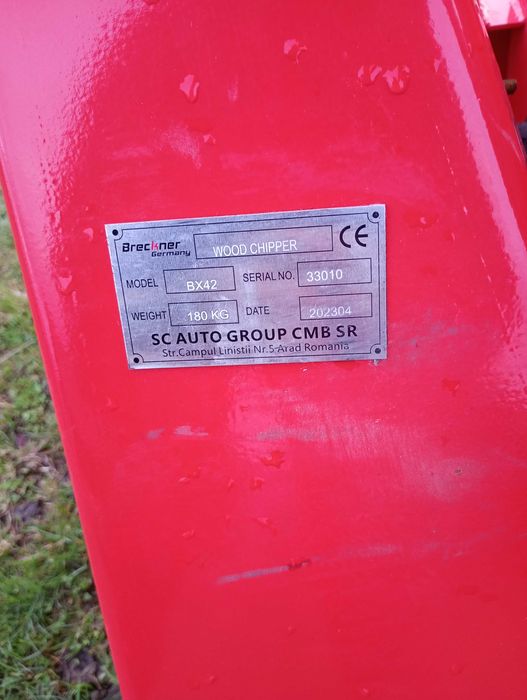 Breckner WOOD CHIPPER CE
Germany
MODEL BX42 SERIAL NO. 33010
WEIGHT 180 KG DATE 202304
SC AUTO GROUP CMB SR
Str.Campul Linistii Nr.5-Arad Romania